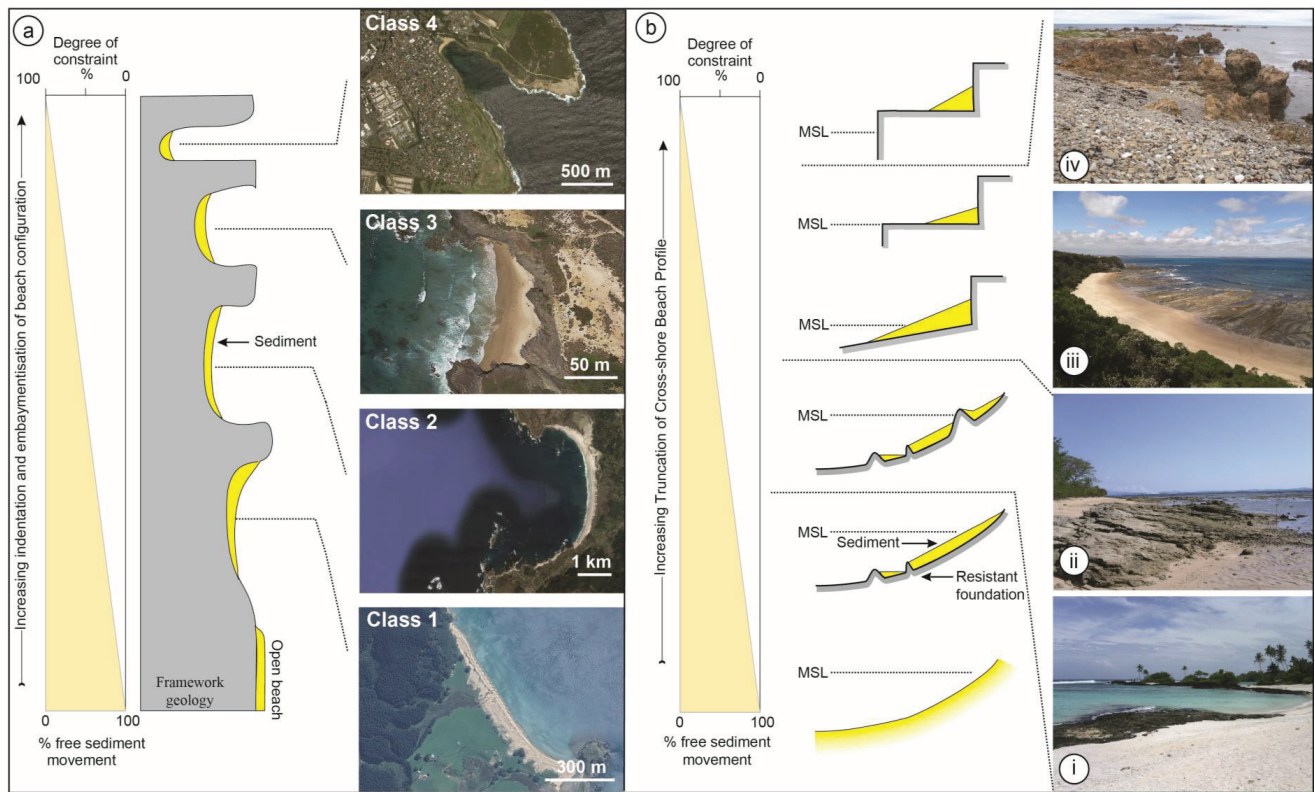 a
Degree of
constraint
%
100
0
Increasing indentation and embaymentisation of beach configuration
Sediment
Framework
geology
Open beach
0
100
% free sediment
movement
Class 4
500 m
Class 3
50 m
Class 2
1 km
Class 1
300 m
b
Degree of
constraint
%
100
0
Increasing Truncation of Cross-shore Beach Profile
0
100
% free sediment
movement
MSL
MSL
MSL
MSL
MSL
Sediment
Resistant
foundation
MSL
iv
iii
ii
i